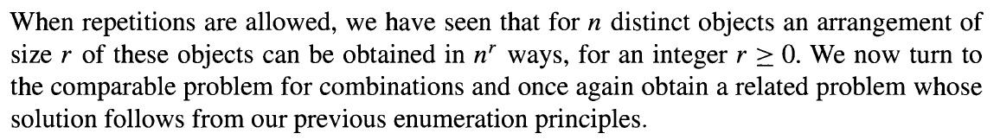 When repetitions are allowed, we have seen that for n distinct objects an arrangement of
size r of these objects can be obtained in nʳ ways, for an integer r ≥ 0. We now turn to
the comparable problem for combinations and once again obtain a related problem whose
solution follows from our previous enumeration principles.